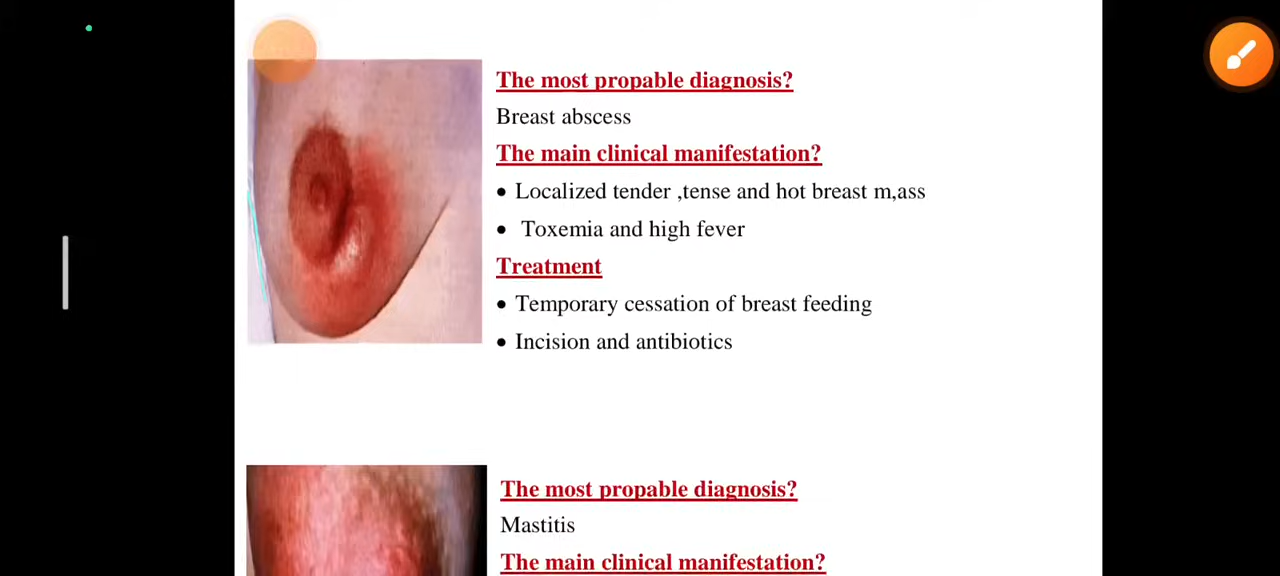 The most propable diagnosis?
Breast abscess
The main clinical manifestation?
• Localized tender ,tense and hot breast m,ass
• Toxemia and high fever
Treatment
• Temporary cessation of breast feeding
• Incision and antibiotics
The most propable diagnosis?
Mastitis
The main clinical manifestation?